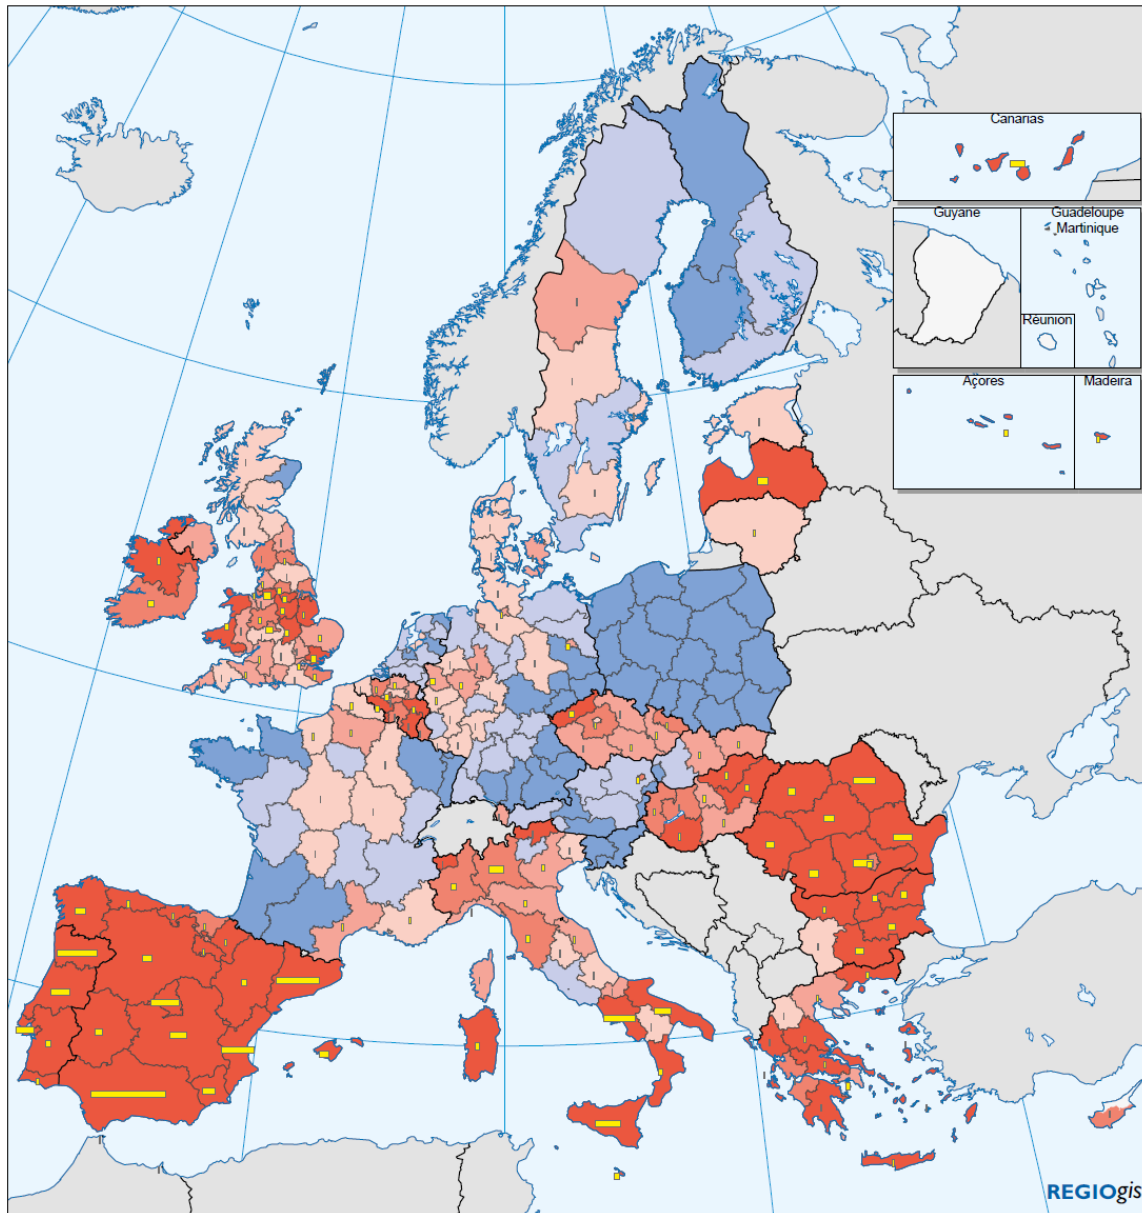 Canarias
Guyane
Guadeloupe
Martinique
Réunion
Açores
Madeira
REGIOgis